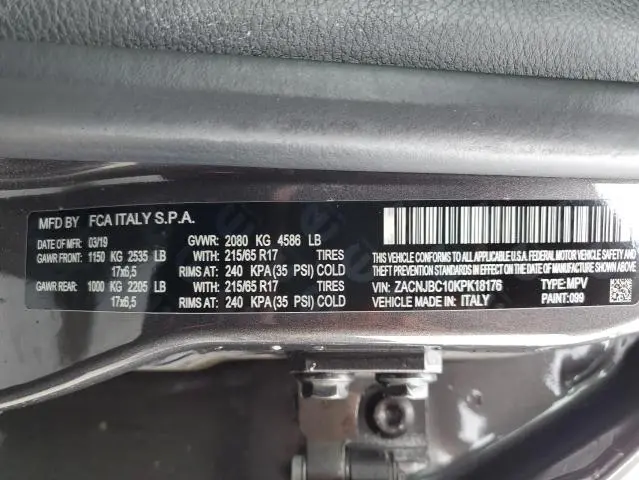 MFD BY FCA ITALY S.P.A.
DATE OF MFR: 03/19 GVWR: 2080 KG 4586 LB
GAWR FRONT: 1150 KG 2535 LB WITH: 215/65 R17 TIRES
17x6,5 RIMS AT: 240 KPA (35 PSI) COLD
GAWR REAR: 1000 KG 2205 LB WITH: 215/65 R17 TIRES
17x6,5 RIMS AT: 240 KPA (35 PSI) COLD
THIS VEHICLE CONFORMS TO ALL APPLICABLE U.S.FEDERAL MOTOR VEHICLE SAFETY,
BUMPER, AND THEFT PREVENTION STANDARDS IN EFFECT ON THE DATE OF MANUFACTURE SHOWN ABOVE.
VIN: ZACNJBC10KPK18176 TYPE: MPV
VEHICLE MADE IN: ITALY PAINT: 099